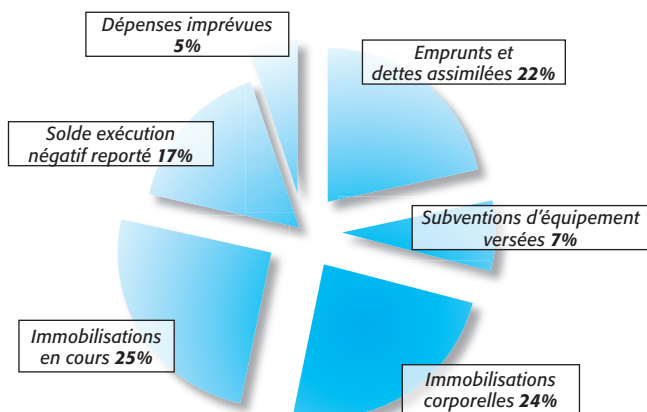 Dépenses imprévues
5%
Emprunts et
dettes assimilées 22%
Solde exécution
négatif reporté 17%
Subventions d'équipement
versées 7%
Immobilisations
en cours 25%
Immobilisations
corporelles 24%